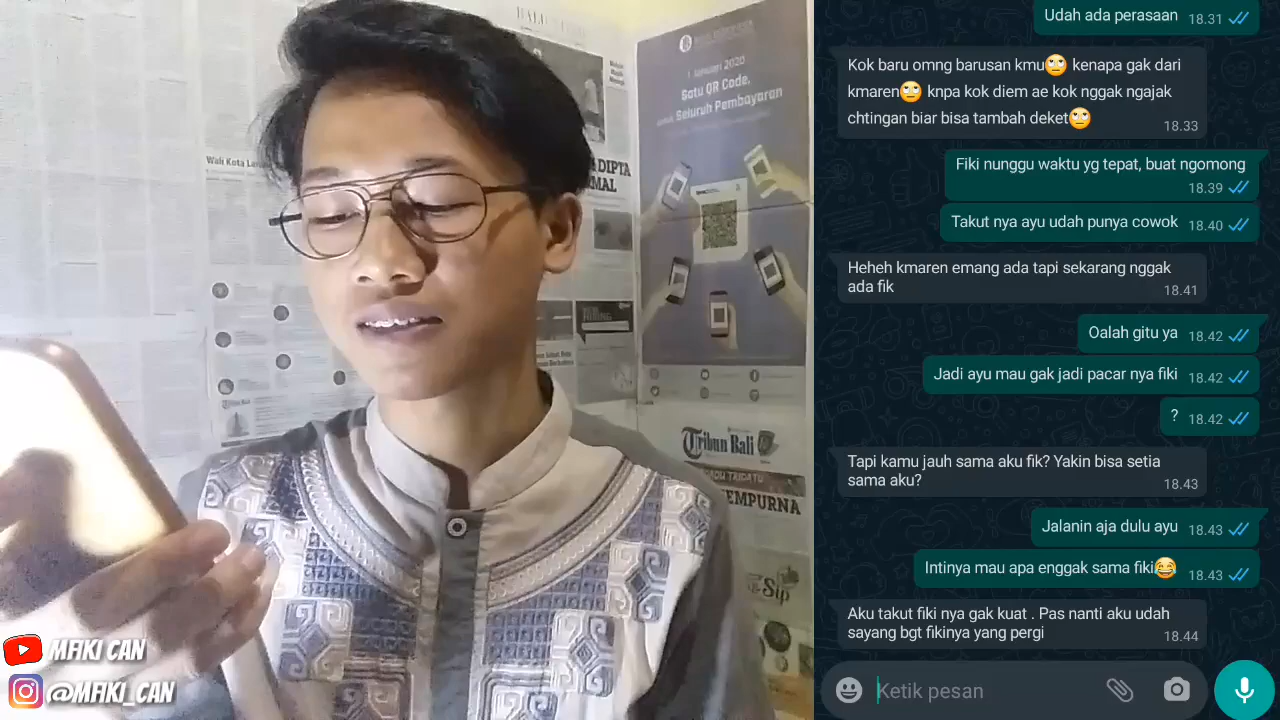 BALI
Wali Kota
DIPTA
MAL
1 Januari 2020
Satu QR Code,
Seluruh Pembayaran
Tribun Bali
EMPURNA
Sip
MFIKI CAN
@MFIKI_CAN
Udah ada perasaan 18.31
Kok baru omng barusan kmu🙄 kenapa gak dari
kmaren🙄 knpa kok diem ae kok nggak ngajak
chtingan biar bisa tambah deket🙄
18.33
Fiki nunggu waktu yg tepat, buat ngomong
18.39
Takut nya ayu udah punya cowok 18.40
Heheh kmaren emang ada tapi sekarang nggak
ada fik
18.41
Oalah gitu ya 18.42
Jadi ayu mau gak jadi pacar nya fiki 18.42
? 18.42
Tapi kamu jauh sama aku fik? Yakin bisa setia
sama aku?
18.43
Jalanin aja dulu ayu 18.43
Intinya mau apa enggak sama fiki😂 18.43
Aku takut fiki nya gak kuat . Pas nanti aku udah
sayang bgt fikinya yang pergi 18.44
Ketik pesan